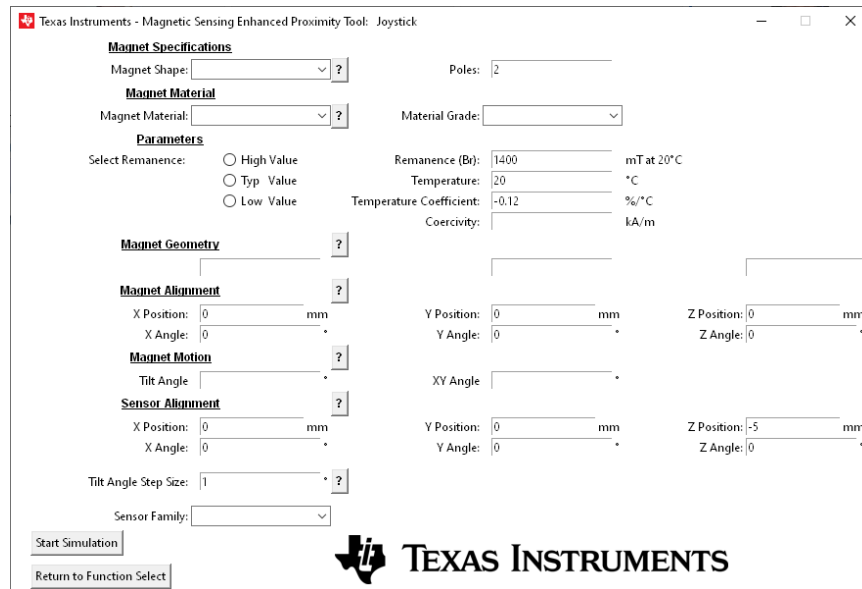 Texas Instruments - Magnetic Sensing Enhanced Proximity Tool: Joystick
Magnet Specifications
Magnet Shape: ? Poles: 2
Magnet Material
Magnet Material: ? Material Grade:
Parameters
Select Remanence: High Value Remanence (Br): 1400 mT at 20°C
Typ Value Temperature: 20 °C
Low Value Temperature Coefficient: -0.12 %/°C
Coercivity: kA/m
Magnet Geometry ?
Magnet Alignment ?
X Position: 0 mm Y Position: 0 mm Z Position: 0 mm
X Angle: 0 ° Y Angle: 0 ° Z Angle: 0 °
Magnet Motion ?
Tilt Angle ° XY Angle °
Sensor Alignment ?
X Position: 0 mm Y Position: 0 mm Z Position: -5 mm
X Angle: 0 ° Y Angle: 0 ° Z Angle: 0 °
Tilt Angle Step Size: 1 ° ?
Sensor Family:
Start Simulation
Return to Function Select
TEXAS INSTRUMENTS